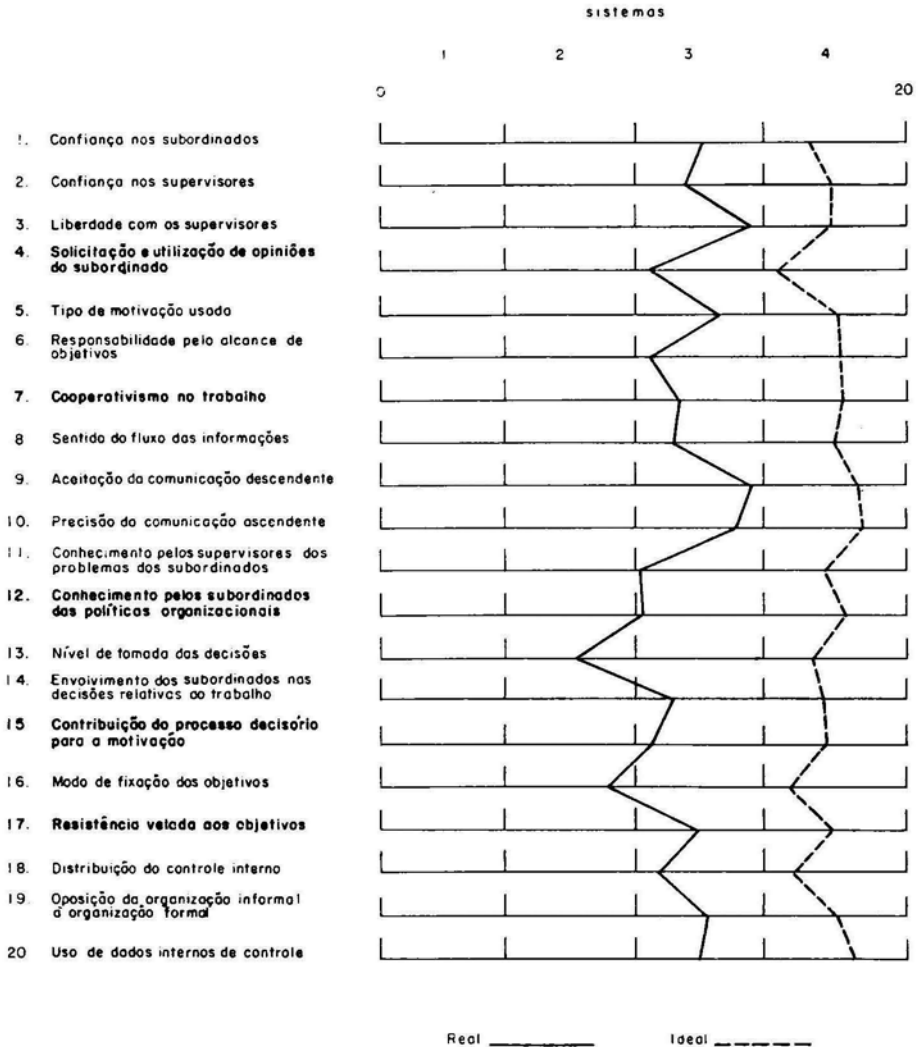 sistemas
1 2 3 4
0 20
1. Confiança nos subordinados
2. Confiança nos supervisores
3. Liberdade com os supervisores
4. Solicitação e utilização de opiniões
do subordinado
5. Tipo de motivação usada
6. Responsabilidade pelo alcance de
objetivos
7. Cooperativismo no trabalho
8 Sentido do fluxo das informações
9. Aceitação da comunicação descendente
10. Precisão da comunicação ascendente
11. Conhecimento pelos supervisores dos
problemas dos subordinados
12. Conhecimento pelos subordinados
das políticas organizacionais
13. Nível de tomada das decisões
14. Envolvimento dos subordinados nas
decisões relativas ao trabalho
15 Contribuição do processo decisório
para a motivação
16. Modo de fixação dos objetivos
17. Resistência velada aos objetivos
18. Distribuição do controle interno
19. Oposição da organização informal
à organização formal
20 Uso de dados internos de controle
Real Ideal